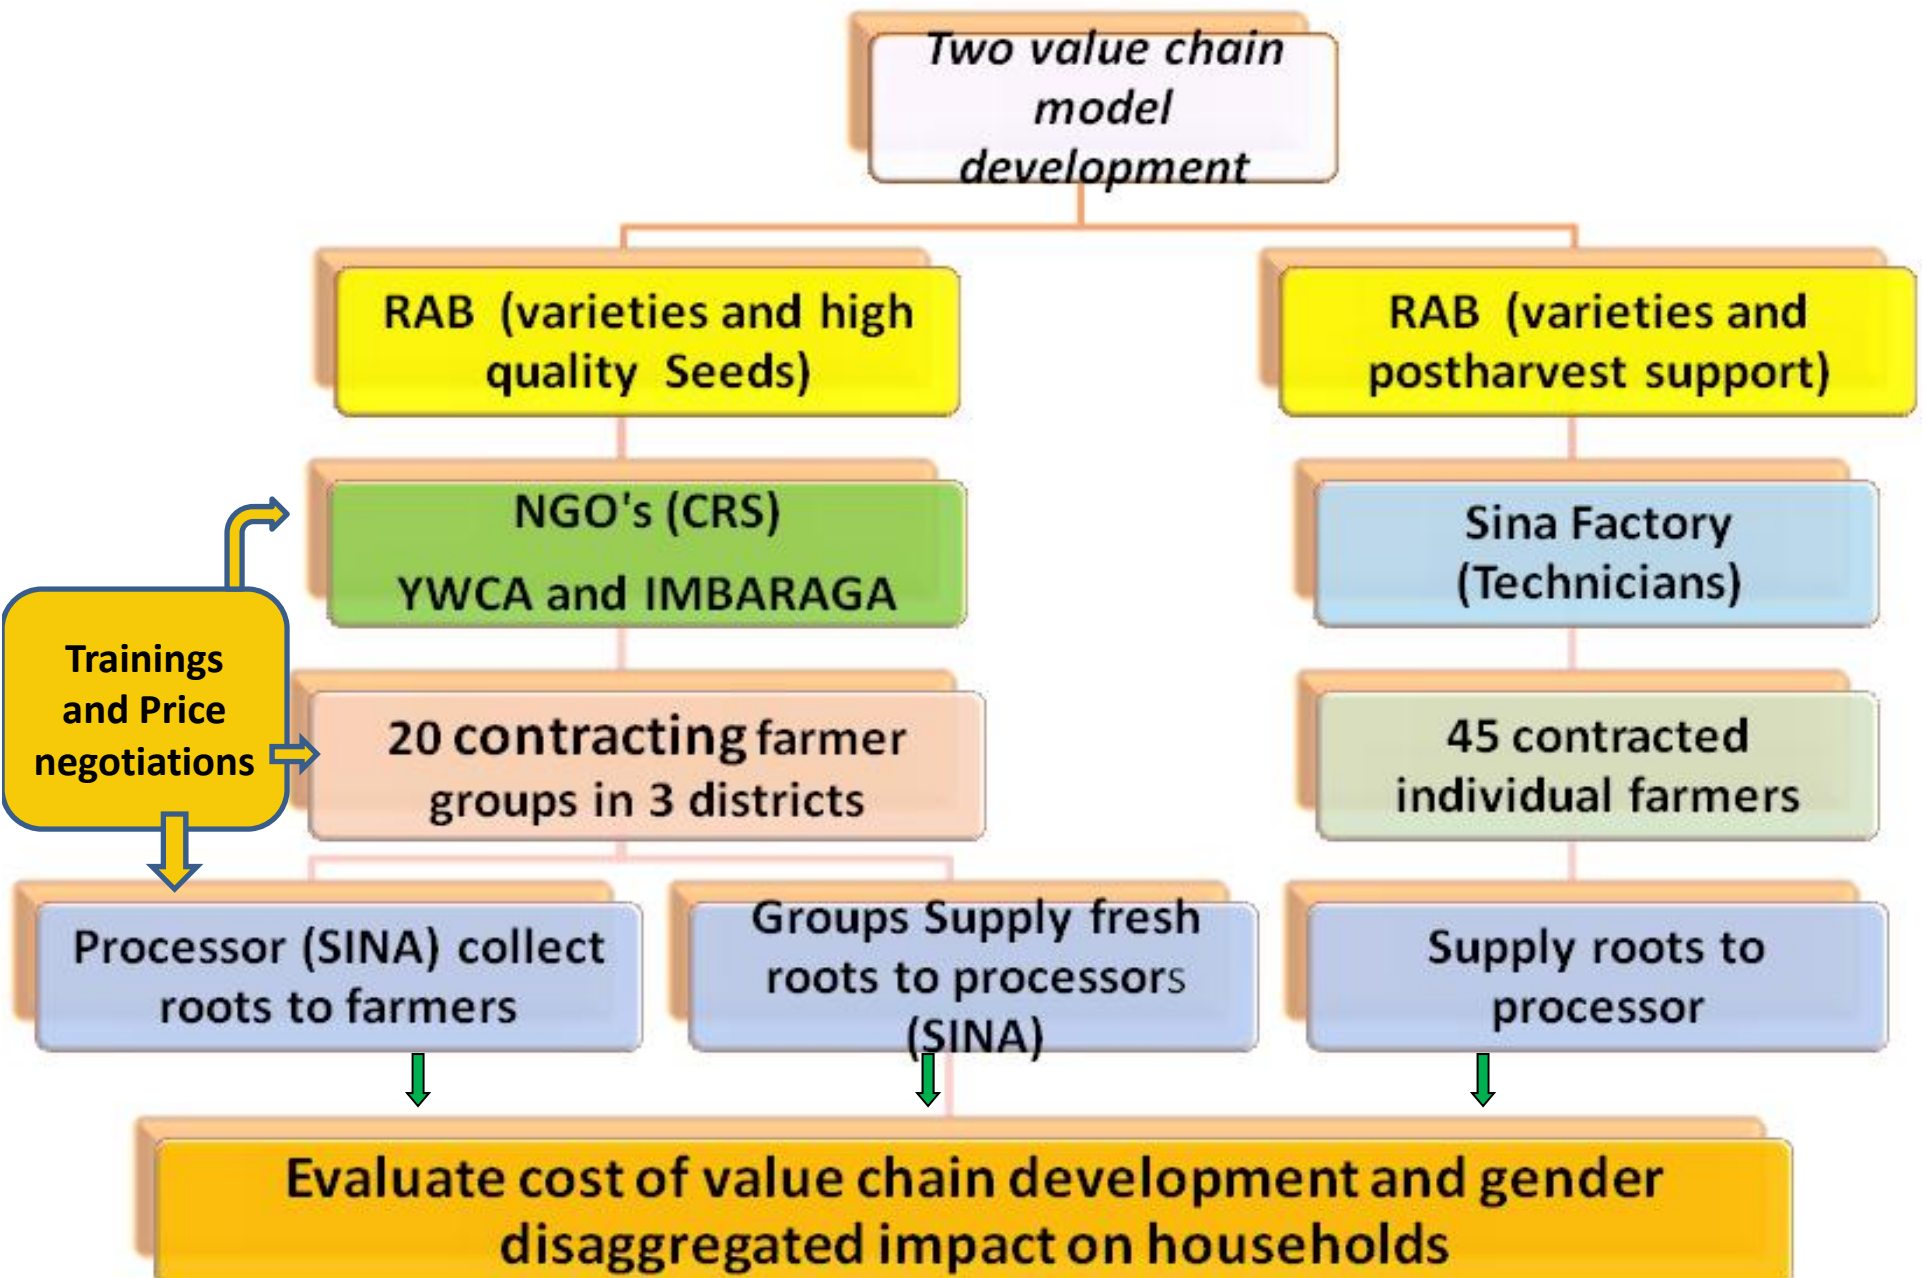 Two value chain
model
development
RAB (varieties and high
quality Seeds)
RAB (varieties and
postharvest support)
NGO's (CRS)
YWCA and IMBARAGA
Sina Factory
(Technicians)
Trainings
and Price
negotiations
20 contracting farmer
groups in 3 districts
45 contracted
individual farmers
Processor (SINA) collect
roots to farmers
Groups Supply fresh
roots to processors
(SINA)
Supply roots to
processor
Evaluate cost of value chain development and gender
disaggregated impact on households